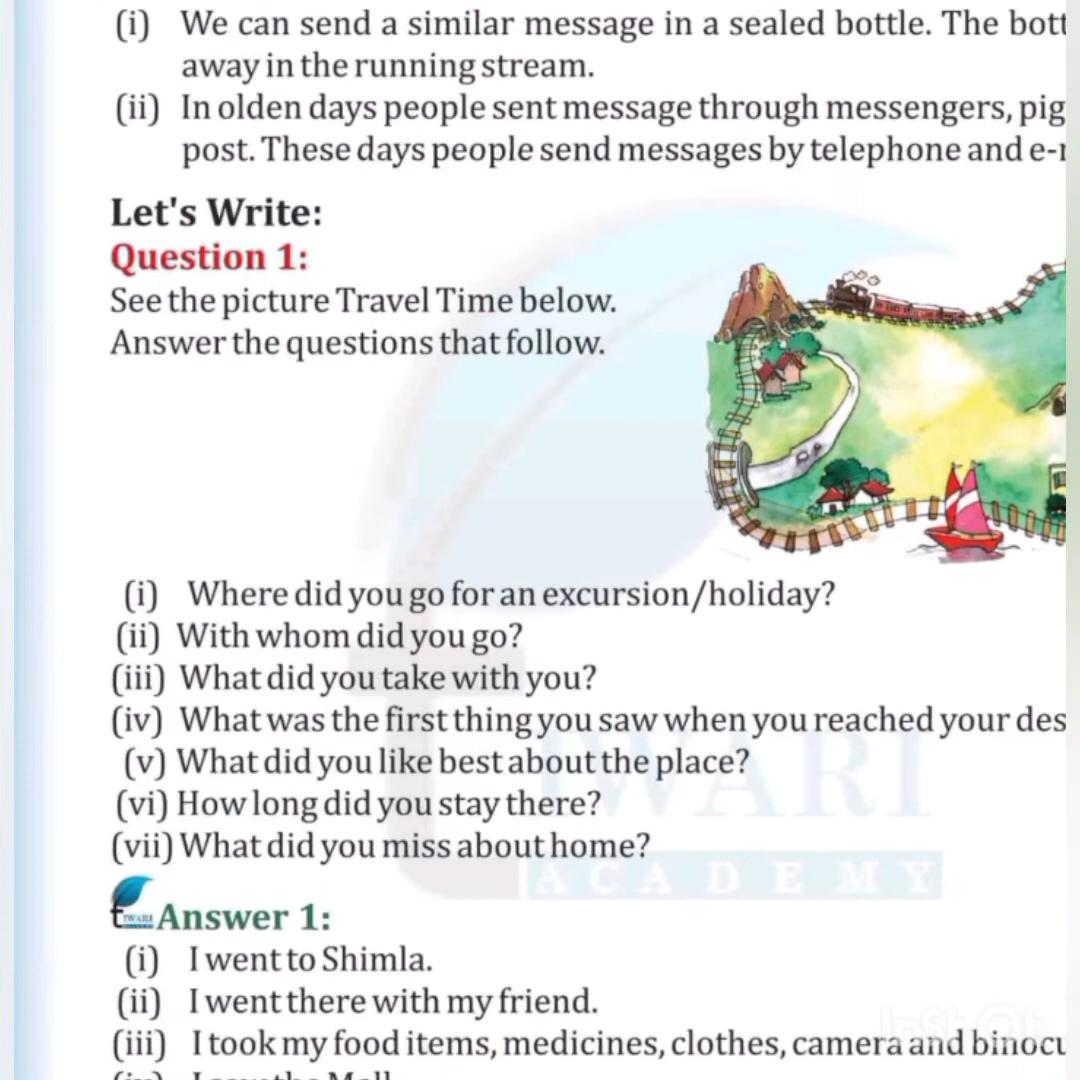 (i) We can send a similar message in a sealed bottle. The
away in the running stream.
(ii) In olden days people sent message through messengers,
post. These days people send messages by telephone and
Let's Write:
Question 1:
See the picture Travel Time below.
Answer the questions that follow.
(i) Where did you go for an excursion/holiday?
(ii) With whom did you go?
(iii) What did you take with you?
(iv) What was the first thing you saw when you reached your
(v) What did you like best about the place?
(vi) How long did you stay there?
(vii) What did you miss about home?
IWARI
ACADEMY
TIWARI Answer 1:
(i) I went to Shimla.
(ii) I went there with my friend.
(iii) I took my food items, medicines, clothes, camera and
InShOt